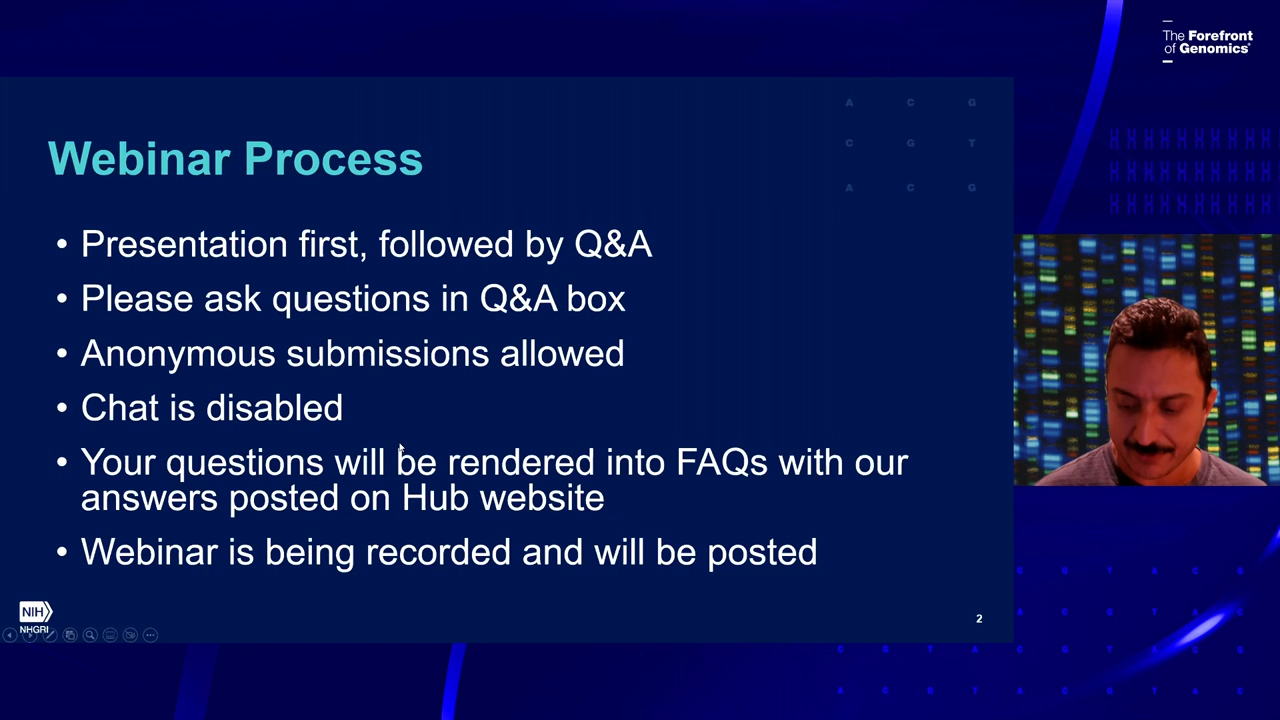 The Forefront
of Genomics®
A C G
C G T
A C G
Webinar Process
• Presentation first, followed by Q&A
• Please ask questions in Q&A box
• Anonymous submissions allowed
• Chat is disabled
• Your questions will be rendered into FAQs with our
answers posted on Hub website
• Webinar is being recorded and will be posted
NIH
NHGRI
2
C G T A C G
C G T A C G
C G T A C G T A C G
A C G T A C G T A C